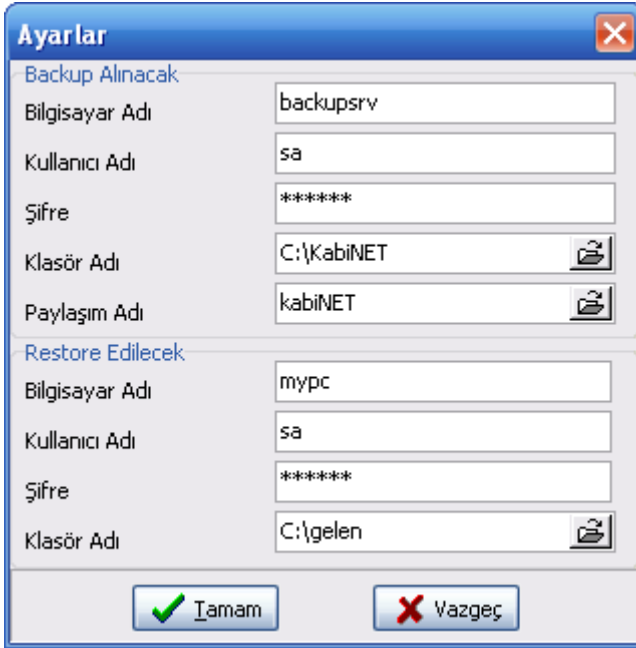 Ayarlar
Backup Alınacak
Bilgisayar Adı backupsrv
Kullanıcı Adı sa
Şifre ******
Klasör Adı C:\KabiNET
Paylaşım Adı kabiNET
Restore Edilecek
Bilgisayar Adı mypc
Kullanıcı Adı sa
Şifre ******
Klasör Adı C:\gelen
Tamam Vazgeç